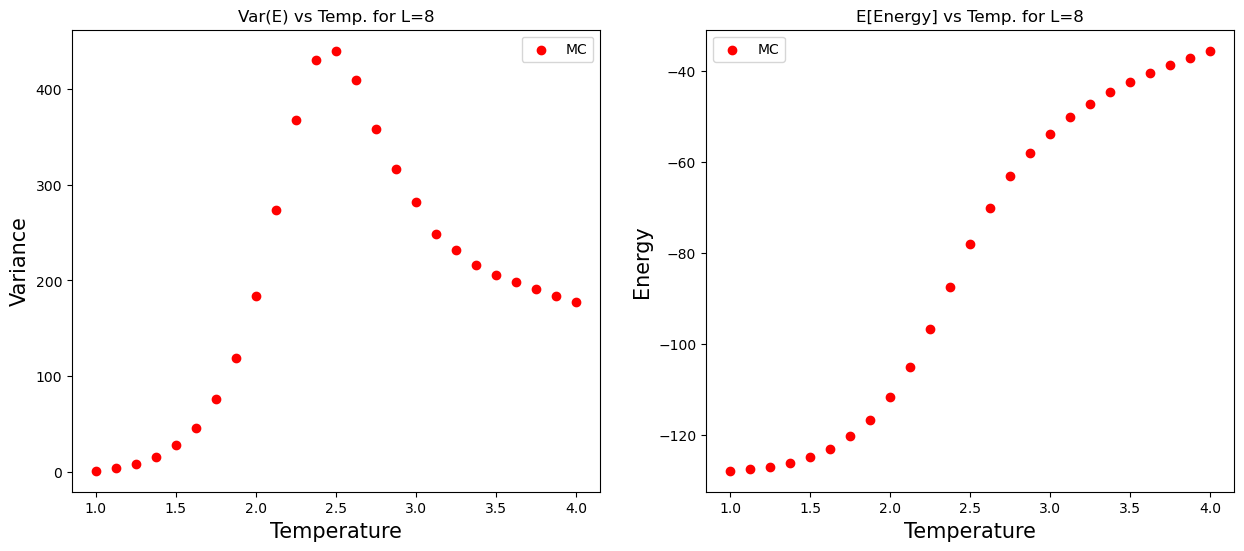 Var(E) vs Temp. for L=8
MC
Variance
400
300
200
100
0
1.0 1.5 2.0 2.5 3.0 3.5 4.0
Temperature
E[Energy] vs Temp. for L=8
MC
Energy
−40
−60
−80
−100
−120
1.0 1.5 2.0 2.5 3.0 3.5 4.0
Temperature